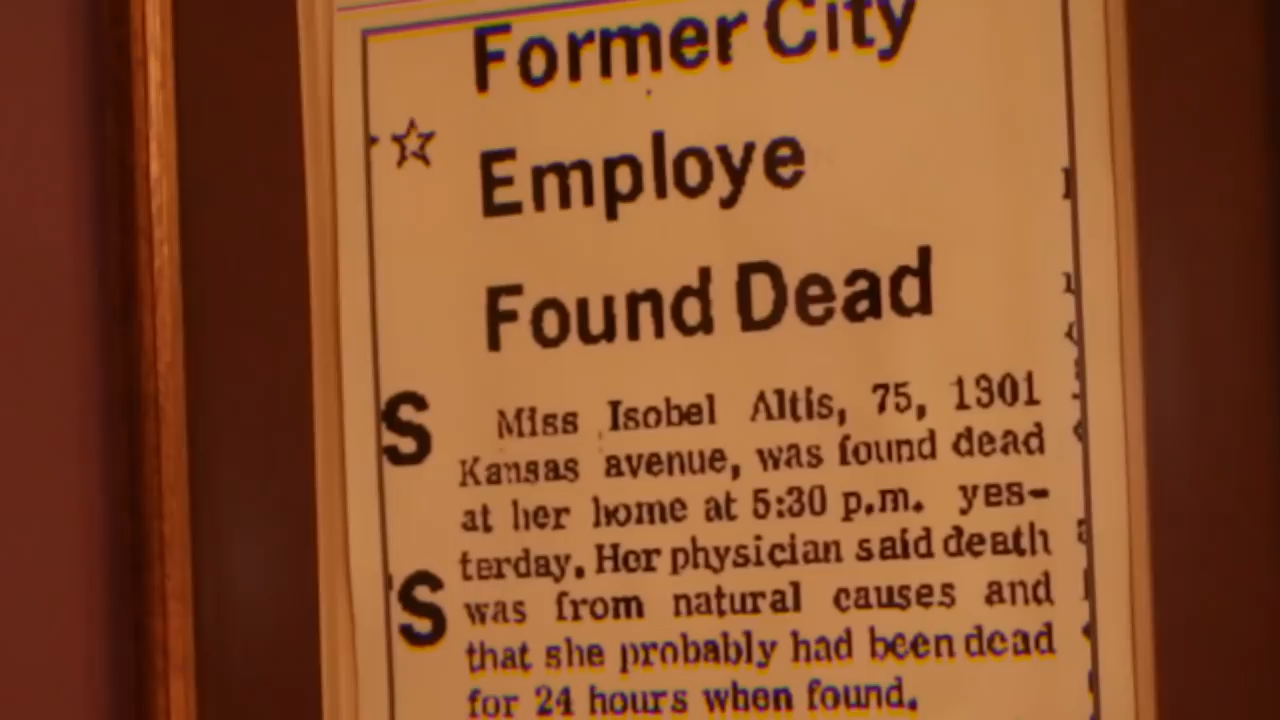 Former City
Employe
Found Dead
S
Miss Isobel Altis, 75, 1301
Kansas avenue, was found dead
at her home at 5:30 p.m. yes-
terday. Her physician said death
S
was from natural causes and
that she probably had been dead
for 24 hours when found.